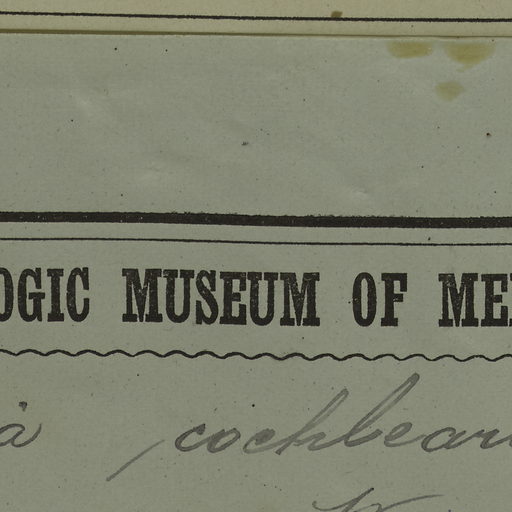 OGIC MUSEUM OF ME
a , cochlear